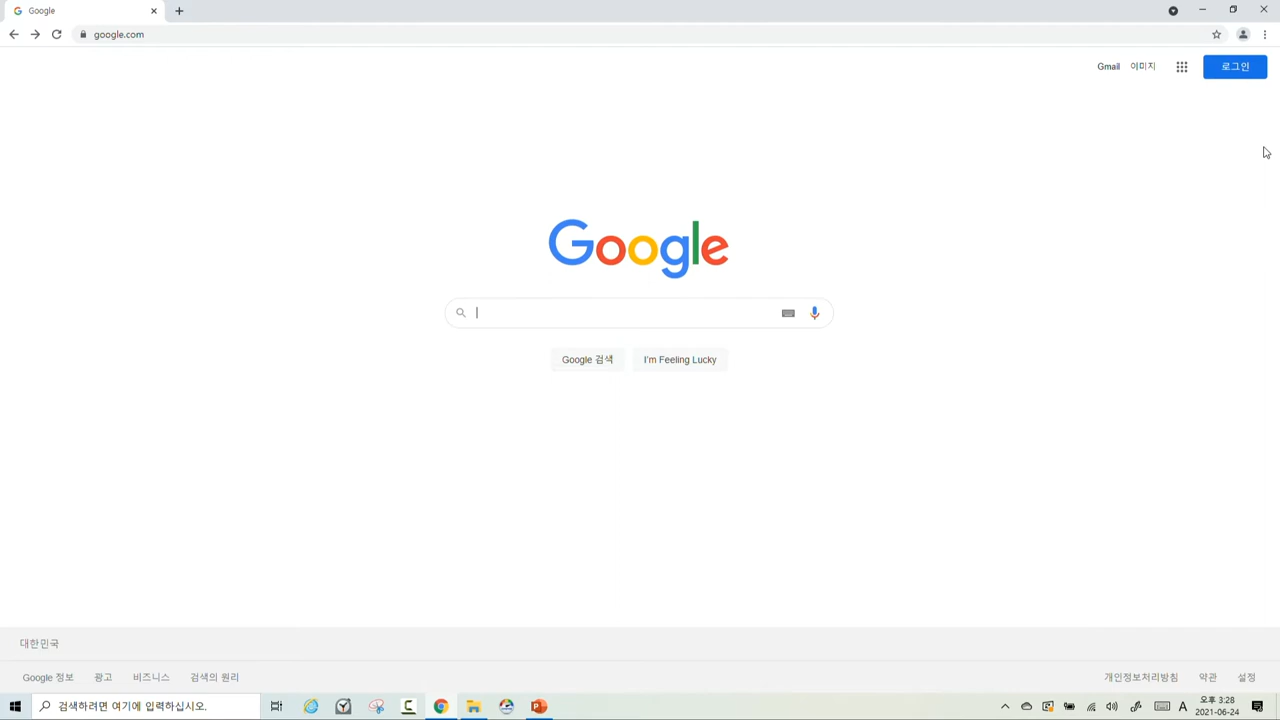 Google
google.com
Gmail 이미지 로그인
Google
Google 검색 I'm Feeling Lucky
대한민국
Google 정보 광고 비즈니스 검색의 원리 개인정보처리방침 약관 설정
검색하려면 여기에 입력하십시오.
A
오후 3:28
2021-06-24